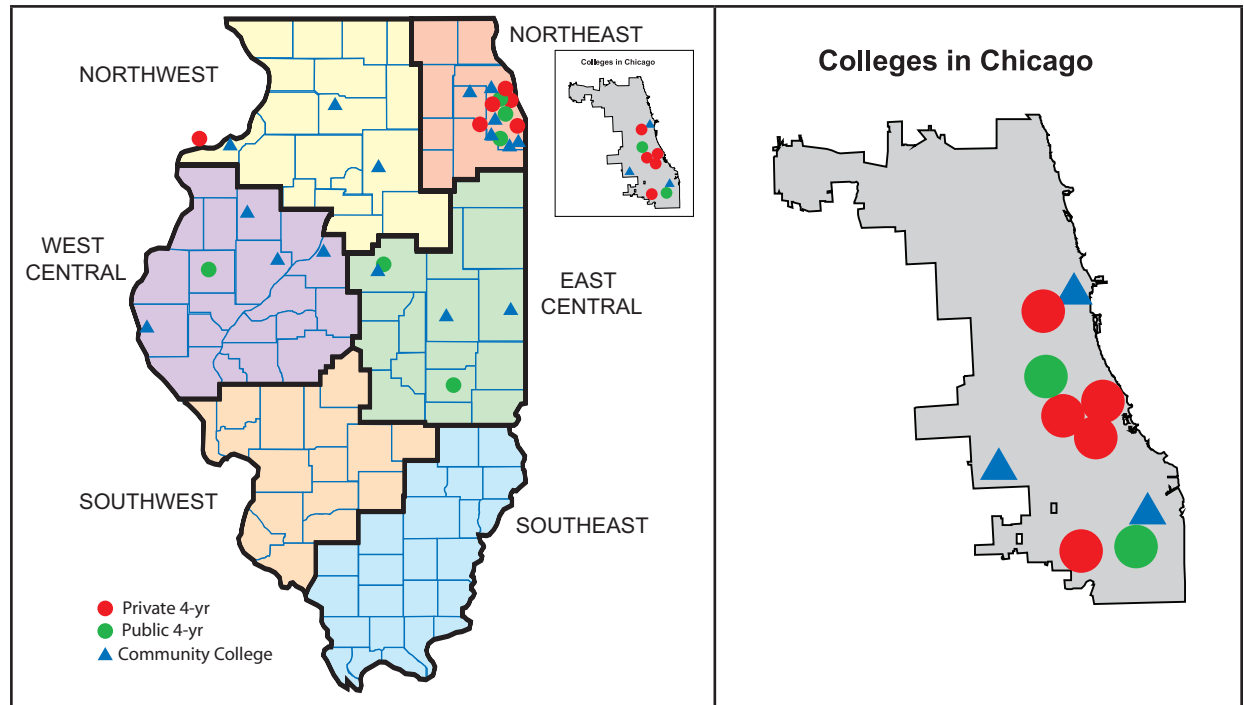 NORTHEAST
NORTHWEST
Colleges in Chicago
WEST
CENTRAL
EAST
CENTRAL
SOUTHWEST
SOUTHEAST
Private 4-yr
Public 4-yr
Community College
Colleges in Chicago